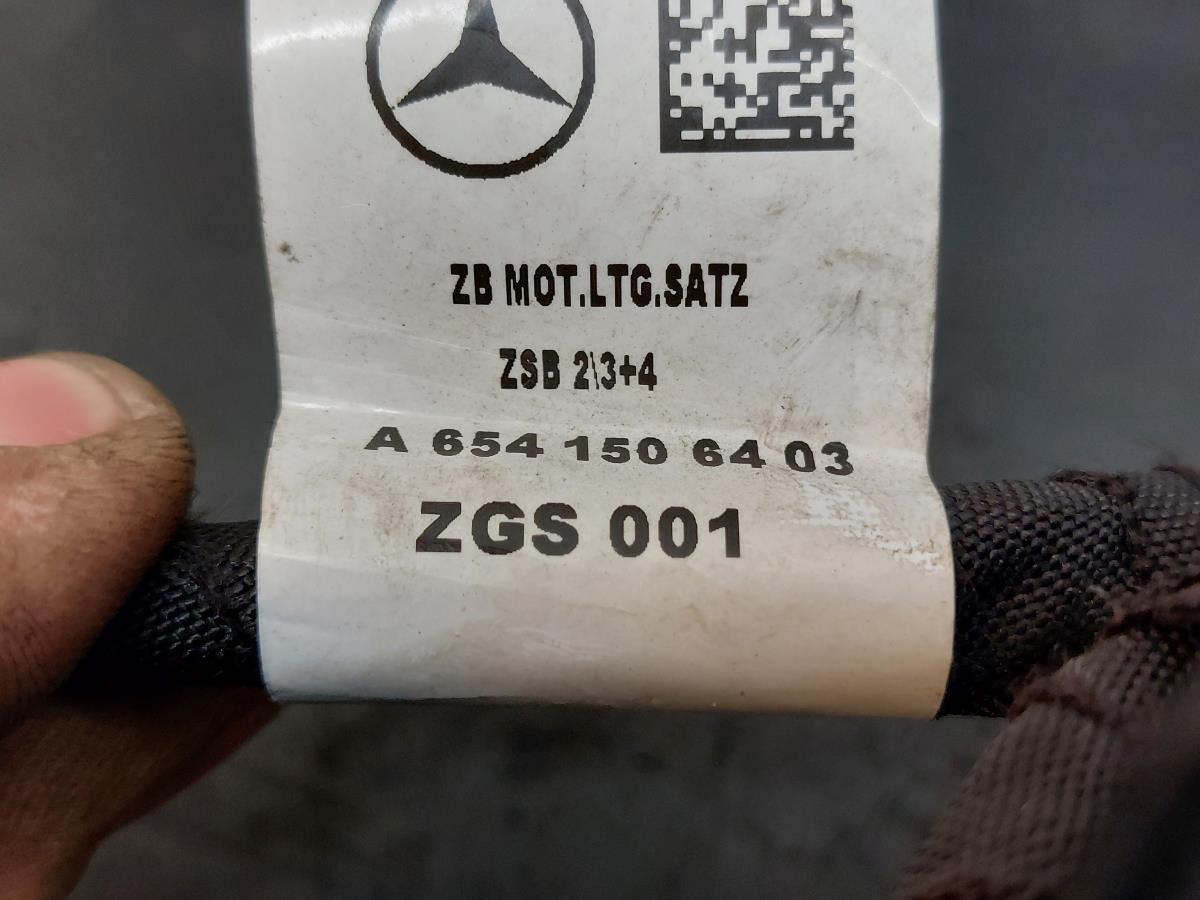 ZB MOT.LTG.SATZ
ZSB 2\3+4
A 654 150 64 03
ZGS 001